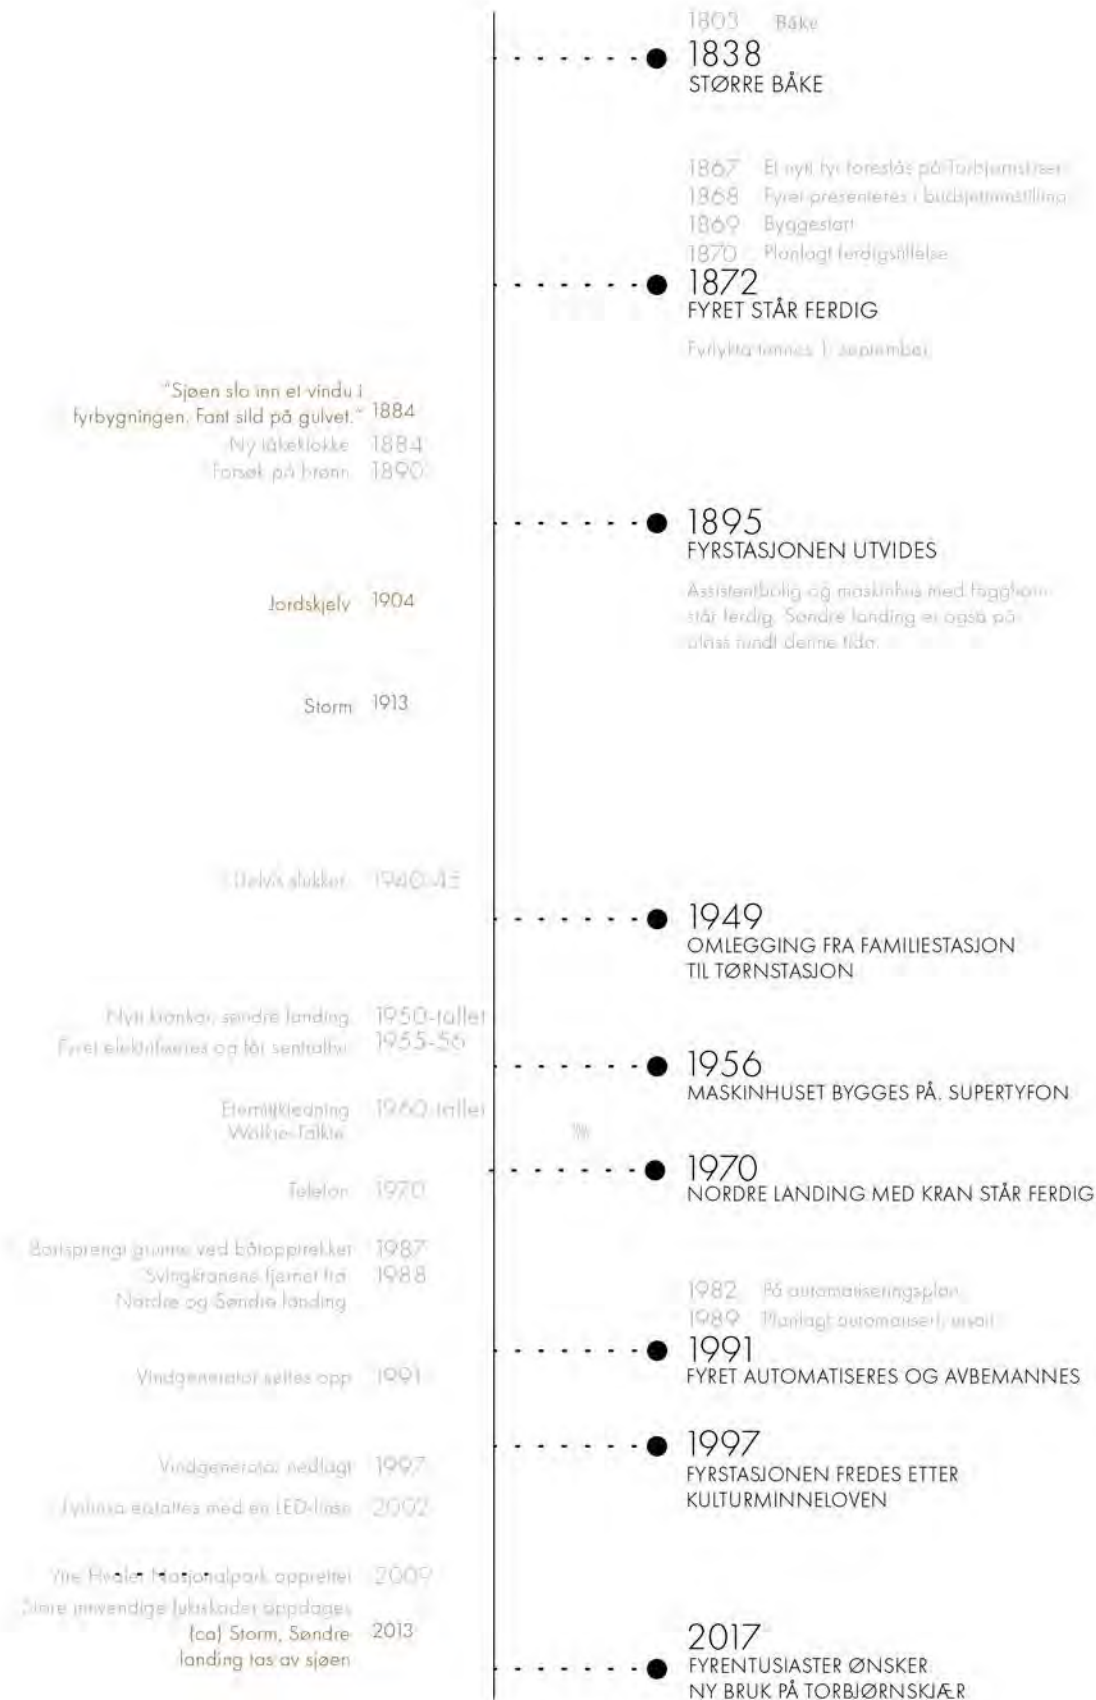 1803 Båke
1838
STØRRE BÅKE
1867 Et nytt fyr foreslås på Torbjørnskjær
1868 Fyret presenteres i budsjettinnstilling
1869 Byggestart
1870 Planlagt ferdigstillelse
1872
FYRET STÅR FERDIG
Fyrlykta tennes 1. september
"Sjøen slo inn et vindu i
fyrbygningen. Fant sild på gulvet." 1884
Ny tåkeklokke 1884
Forsøk på brønn 1890
1895
FYRSTASJONEN UTVIDES
Assistentbolig og maskinhus med
står ferdig. Søndre landing er også på
plass rundt denne tida.
Jordskjelv 1904
Storm 1913
Delvis slukket 1940-45
1949
OMLEGGING FRA FAMILIESTASJON
TIL TØRNSTASJON
Nytt krankar, søndre landing 1950-tallet
Fyret elektrifiseres og får sentralfyr 1955-56
1956
MASKINHUSET BYGGES PÅ. SUPERTYFON
Eternittkledning 1960-tallet
Walkie-Talkie
1970
NORDRE LANDING MED KRAN STÅR FERDIG
Telefon 1970
Bortsprengt grunne ved båtopptrekket 1987
Svingkranene fjernet fra 1988
Nordre og Søndre landing
1982 På automatiseringsplan
1989 Planlagt automatisert,
1991
FYRET AUTOMATISERES OG AVBEMANNES
Vindgenerator settes opp 1991
1997
FYRSTASJONEN FREDES ETTER
KULTURMINNELOVEN
Vindgenerator nedlagt 1997
Fyrlinsa erstattes med en LED-linse 2002
Ytre Hvaler Nasjonalpark opprettet 2009
Store innvendige fuktskader oppdages
(ca) Storm, Søndre 2013
landing tas av sjøen
2017
FYRENTUSIASTER ØNSKER
NY BRUK PÅ TORBJØRNSKJÆR